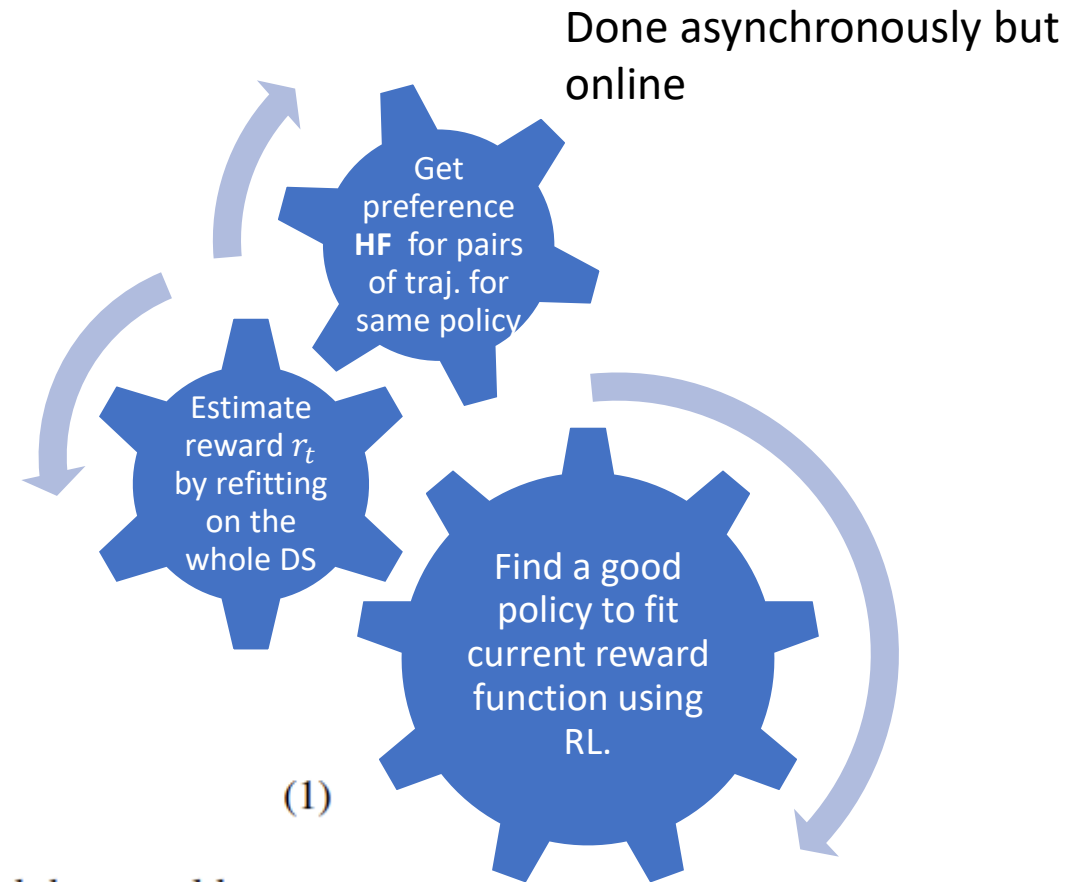 Done asynchronously but
online
Get
preference
HF for pairs
of traj. for
same policy
Estimate
reward r_t
by refitting
on the
whole DS
Find a good
policy to fit
current reward
function using
RL.
(1)